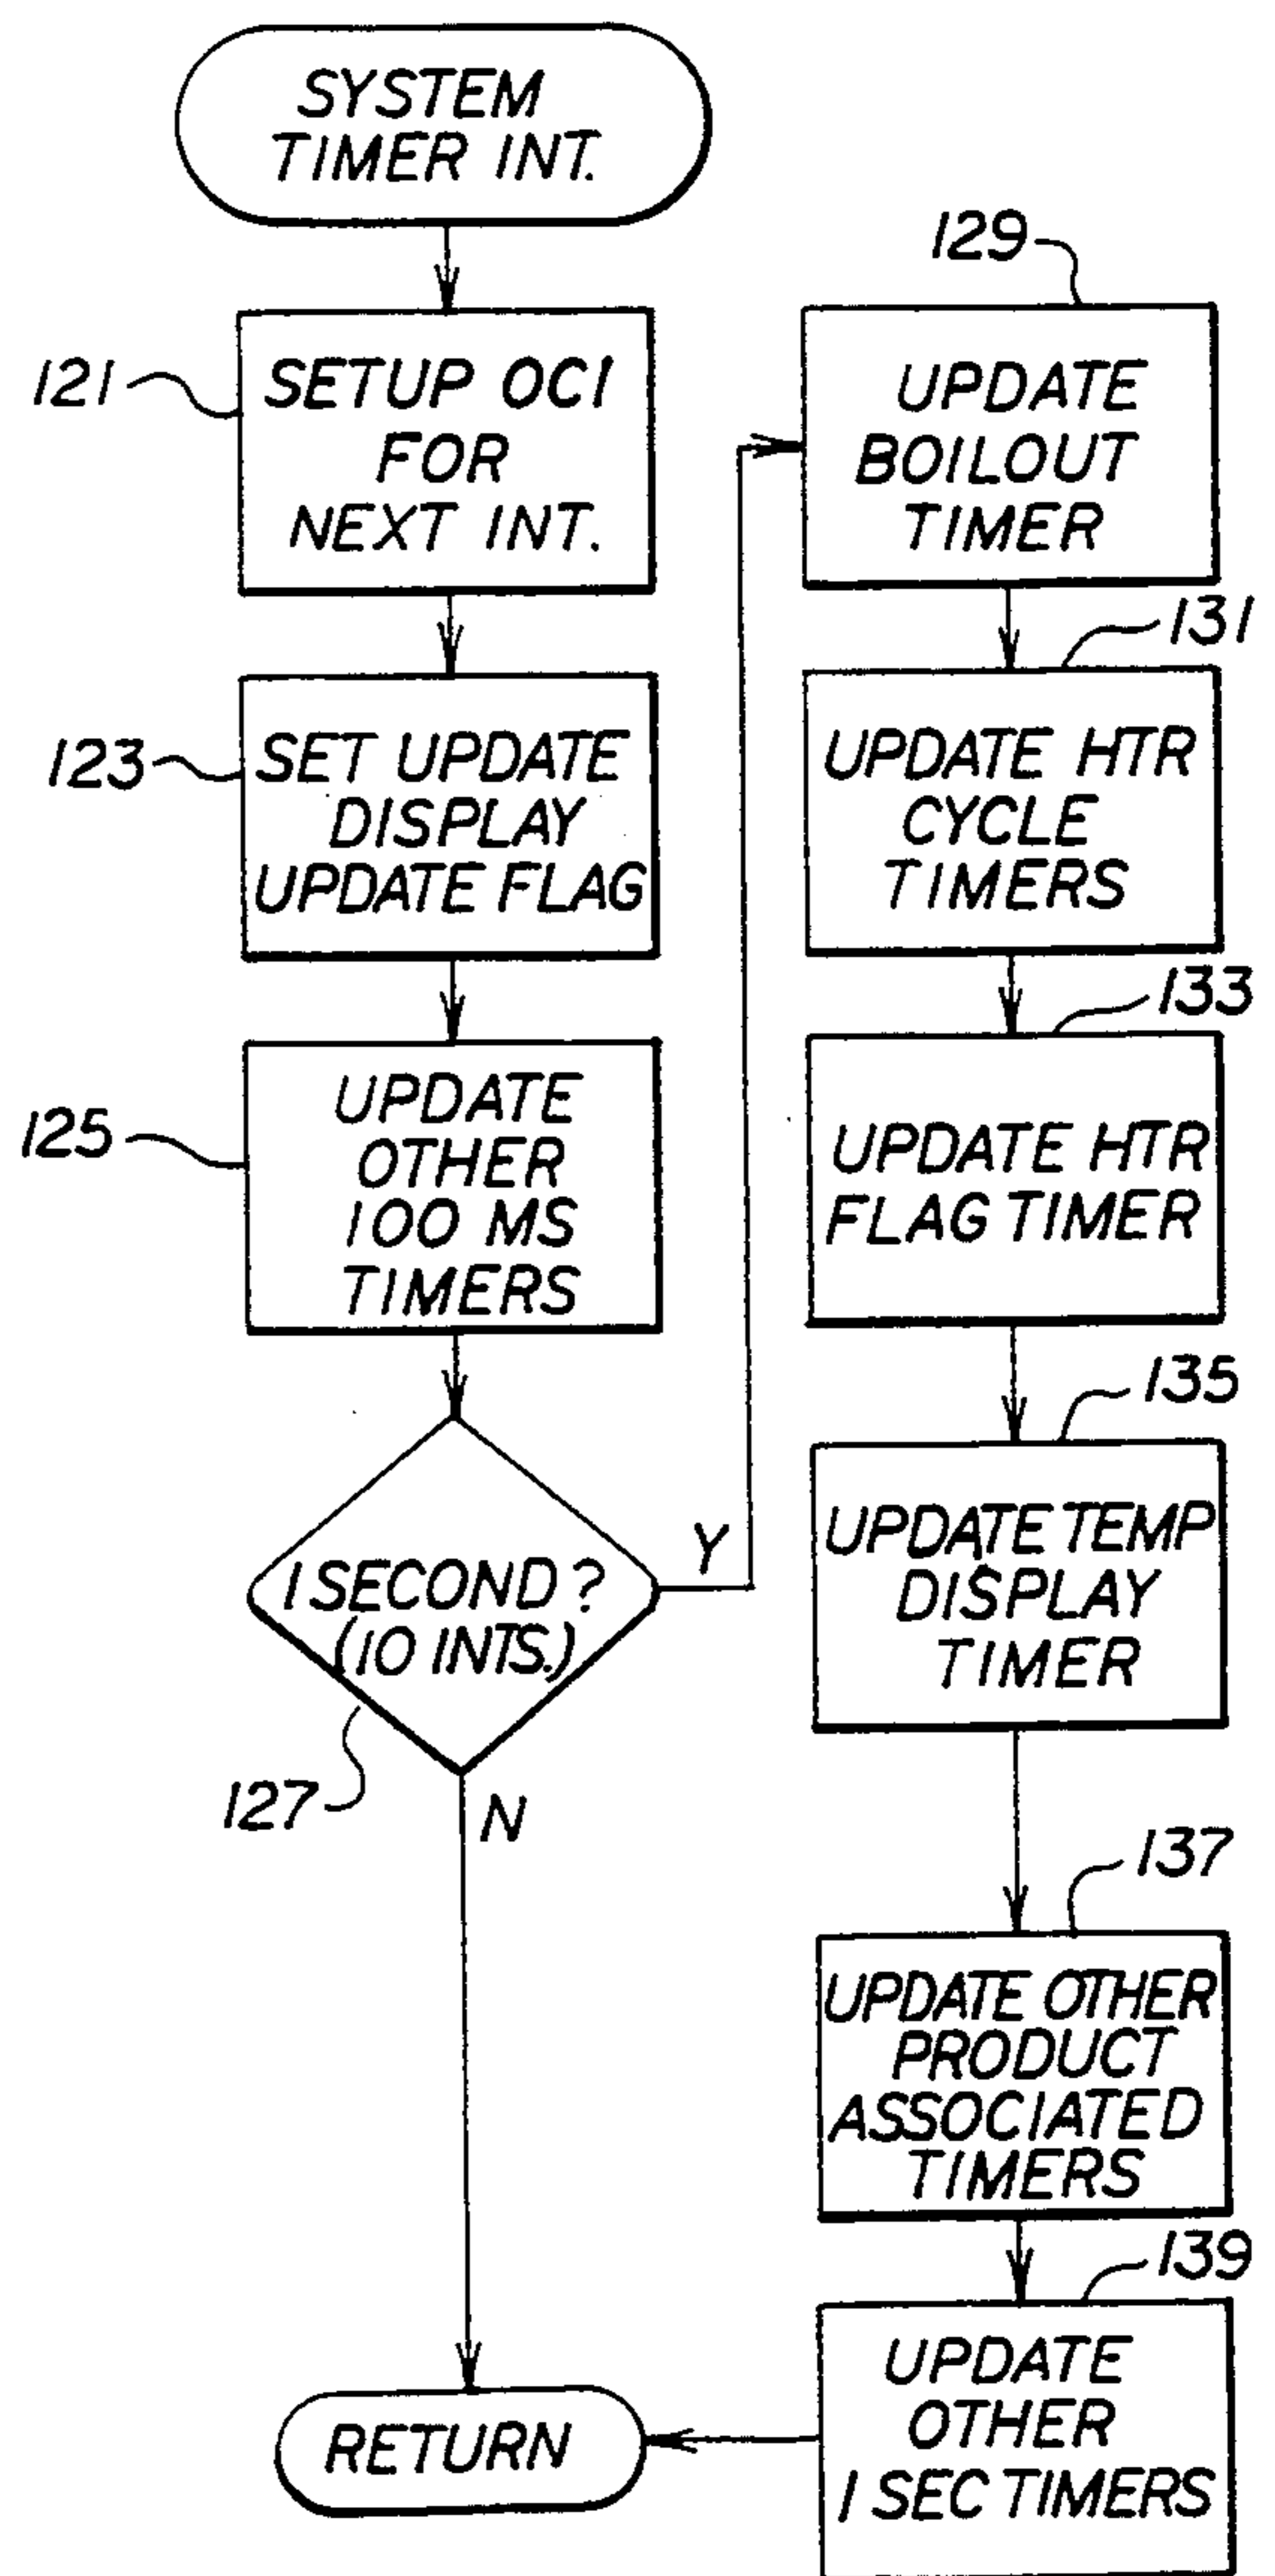 SYSTEM
TIMER INT.
121
SETUP OC1
FOR
NEXT INT.
123
SET UPDATE
DISPLAY
UPDATE FLAG
125
UPDATE
OTHER
100 MS
TIMERS
1 SECOND?
(10 INTS.)
Y
127
N
RETURN
129
UPDATE
BOILOUT
TIMER
131
UPDATE HTR
CYCLE
TIMERS
133
UPDATE HTR
FLAG TIMER
135
UPDATE TEMP
DISPLAY
TIMER
137
UPDATE OTHER
PRODUCT
ASSOCIATED
TIMERS
139
UPDATE
OTHER
1 SEC TIMERS